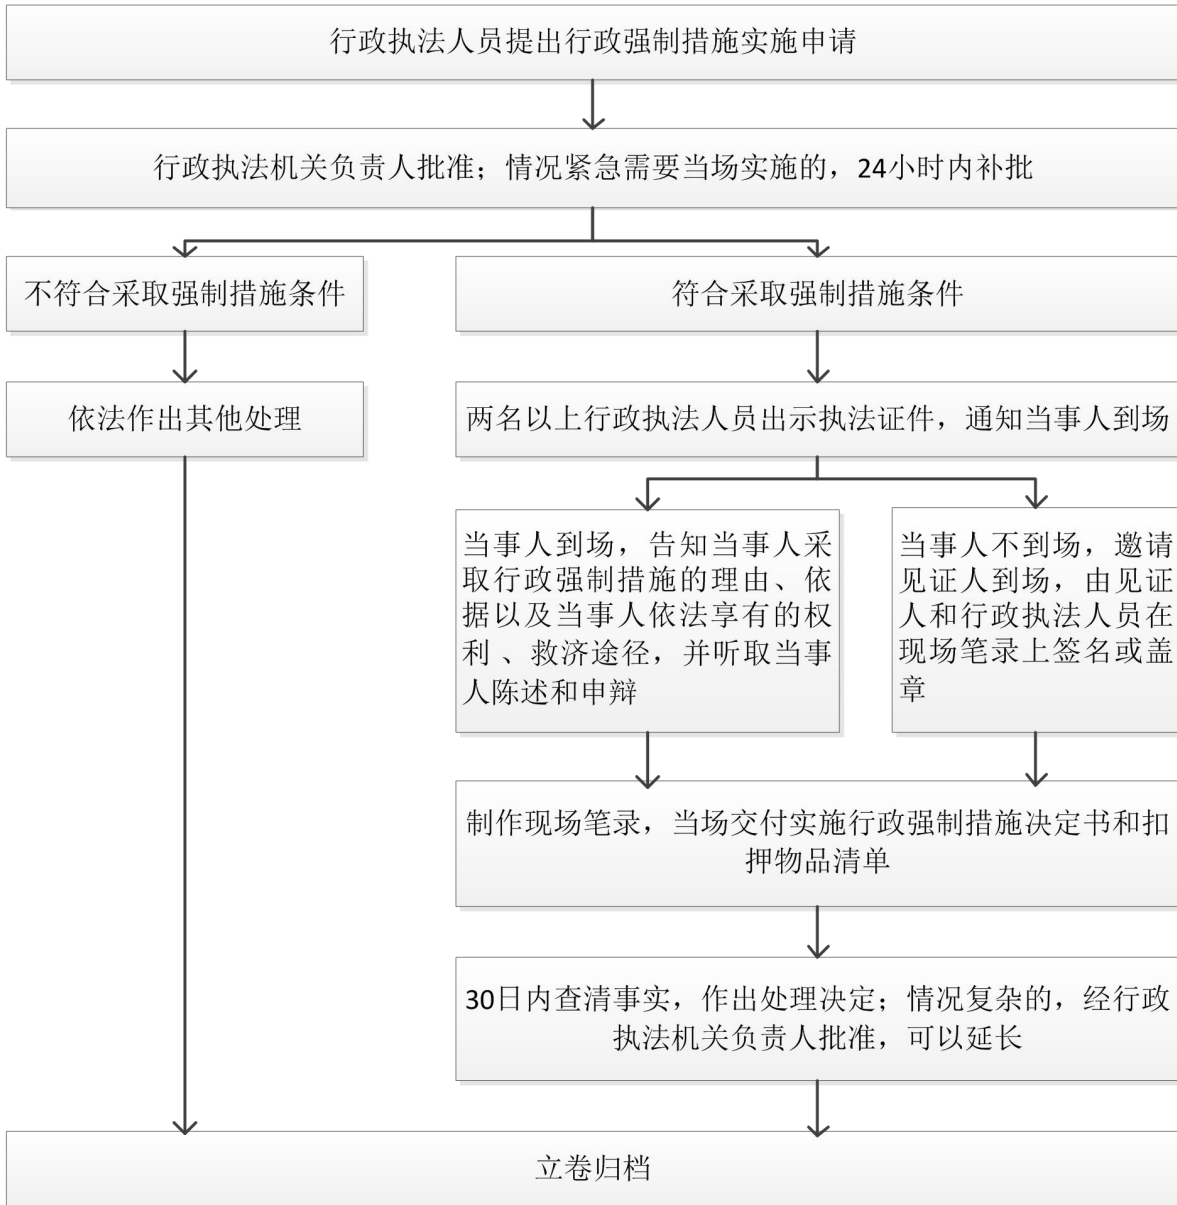 行政执法人员提出行政强制措施实施申请
行政执法机关负责人批准；情况紧急需要当场实施的，24小时内补批
不符合采取强制措施条件
符合采取强制措施条件
依法作出其他处理
两名以上行政执法人员出示执法证件，通知当事人到场
当事人到场，告知当事人采
取行政强制措施的理由、依
据以及当事人依法享有的权
利 、救济途径，并听取当事
人陈述和申辩
当事人不到场，邀请
见证人到场，由见证
人和行政执法人员在
现场笔录上签名或盖
章
制作现场笔录，当场交付实施行政强制措施决定书和扣
押物品清单
30日内查清事实，作出处理决定；情况复杂的，经行政
执法机关负责人批准，可以延长
立卷归档